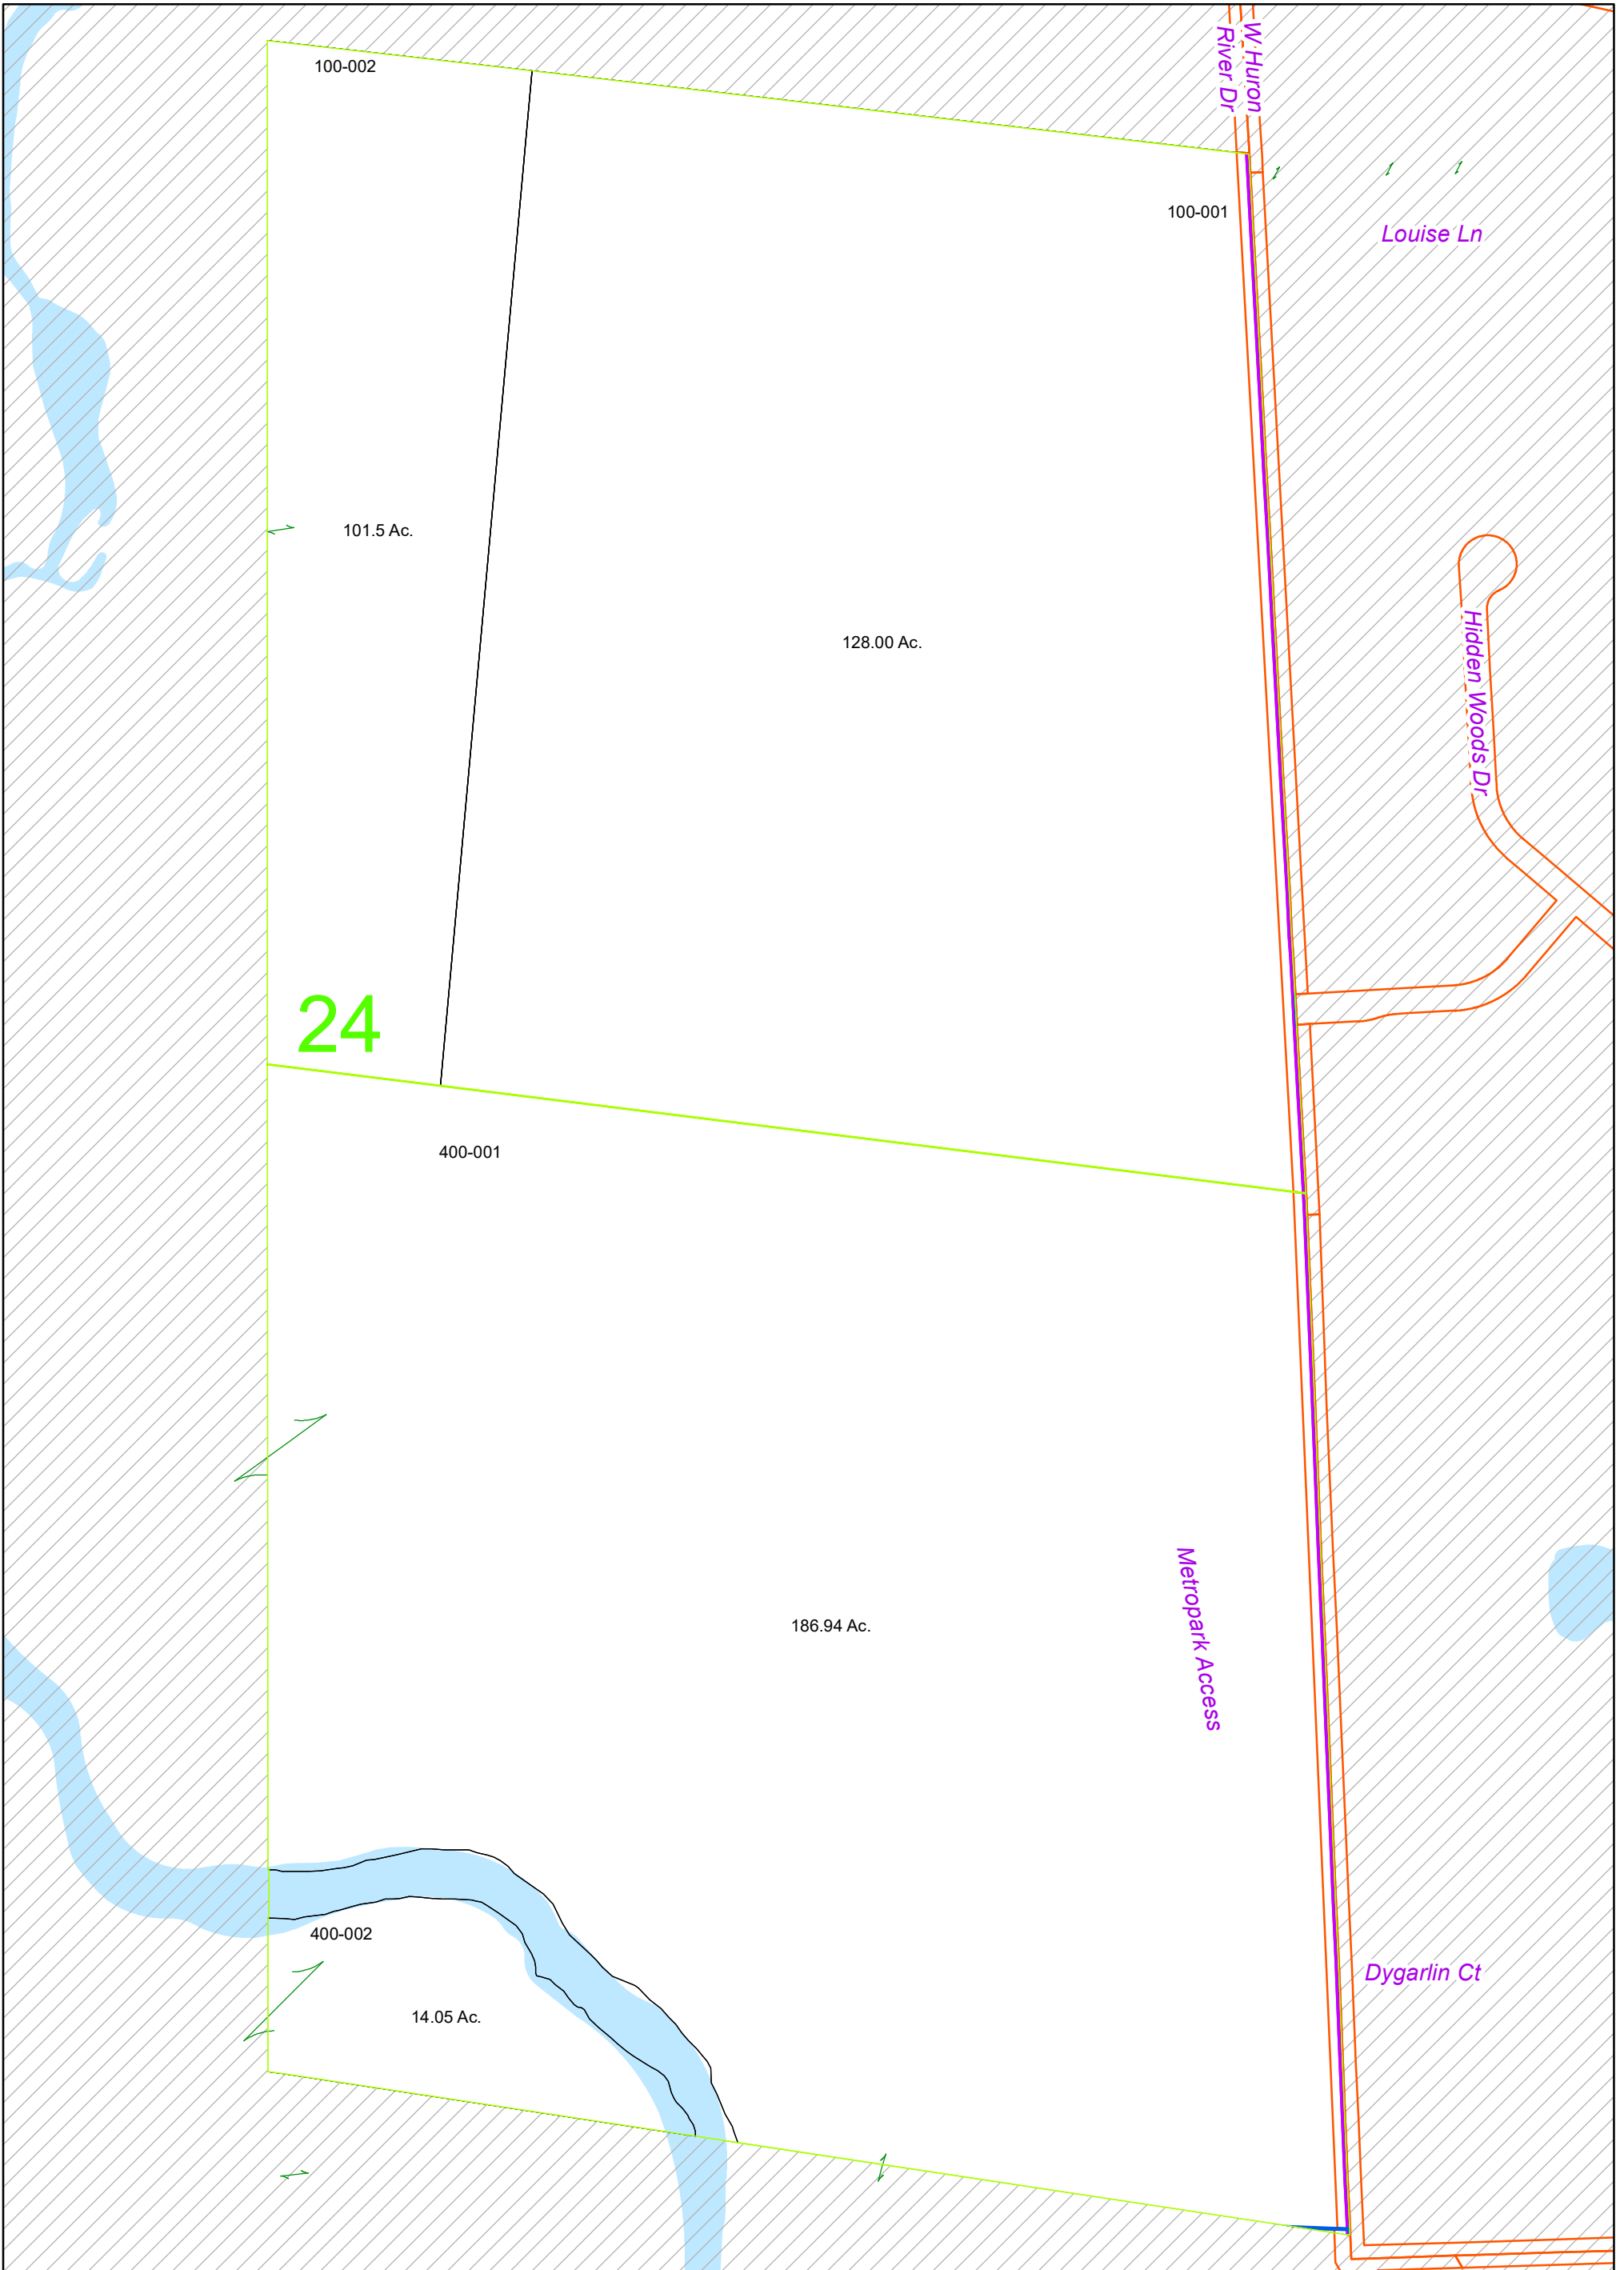 100-002
W Huron
River Dr
100-001
Louise Ln
101.5 Ac.
128.00 Ac.
Hidden Woods Dr
24
400-001
Metropark Access
186.94 Ac.
400-002
Dygarlin Ct
14.05 Ac.